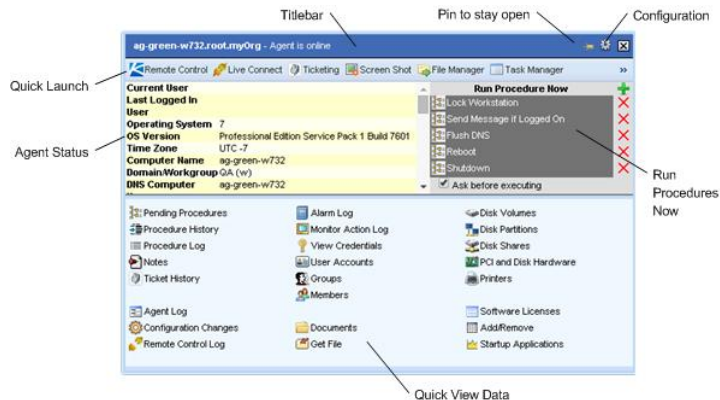 Titlebar
Pin to stay open
Configuration
ag-green-w732.root.myOrg - Agent is online
Quick Launch
Remote Control Live Connect Ticketing Screen Shot File Manager Task Manager »
Agent Status
Current User
Last Logged In
User
Operating System 7
OS Version Professional Edition Service Pack 1 Build 7601
Time Zone UTC -7
Computer Name ag-green-w732
Domain/Workgroup QA (w)
DNS Computer ag-green-w732
Run Procedure Now
Lock Workstation
Send Message if Logged On
Flush DNS
Reboot
Shutdown
Ask before executing
Run
Procedures
Now
Pending Procedures
Procedure History
Procedure Log
Notes
Ticket History
Alarm Log
Monitor Action Log
View Credentials
User Accounts
Groups
Members
Disk Volumes
Disk Partitions
Disk Shares
PCI and Disk Hardware
Printers
Agent Log
Configuration Changes
Remote Control Log
Documents
Get File
Software Licenses
Add/Remove
Startup Applications
Quick View Data